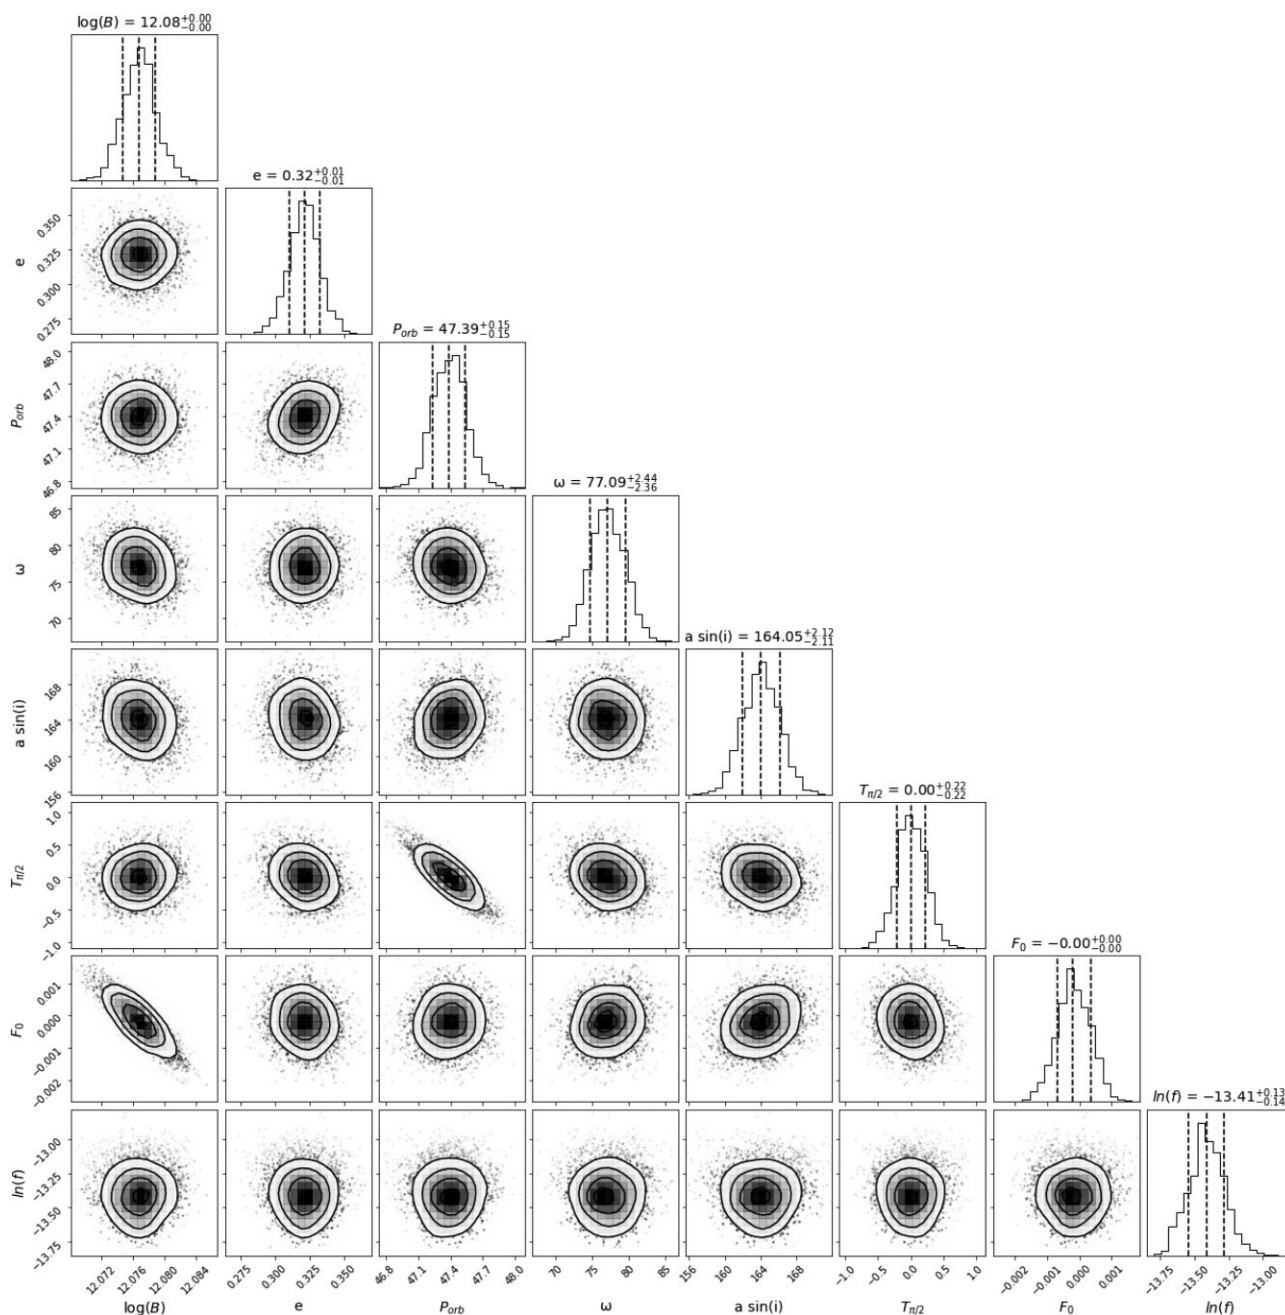 log(B) = 12.08^{+0.00}_{-0.00}
e = 0.32^{+0.01}_{-0.01}
0.350
0.325
0.300
0.275
e
P_{orb} = 47.39^{+0.15}_{-0.15}
48.0
47.7
47.4
47.1
46.8
P_{orb}
ω = 77.09^{+2.44}_{-2.36}
85
80
75
70
ω
a sin(i) = 164.05^{+2.12}_{-2.11}
168
164
160
156
a sin(i)
T_{π/2} = 0.00^{+0.22}_{-0.22}
1.0
0.5
0.0
−0.5
−1.0
T_{π/2}
F_0 = −0.00^{+0.00}_{-0.00}
0.001
0.000
−0.001
−0.002
F_0
ln(f) = −13.41^{+0.13}_{-0.14}
−13.00
−13.25
−13.50
−13.75
ln(f)
12.072 12.076 12.080 12.084 0.275 0.300 0.325 0.350 46.8 47.1 47.4 47.7 48.0 70 75 80 85 156 160 164 168 −1.0 −0.5 0.0 0.5 1.0 −0.002 −0.001 0.000 0.001 −13.75 −13.50 −13.25 −13.00
log(B) e P_{orb} ω a sin(i) T_{π/2} F_0 ln(f)